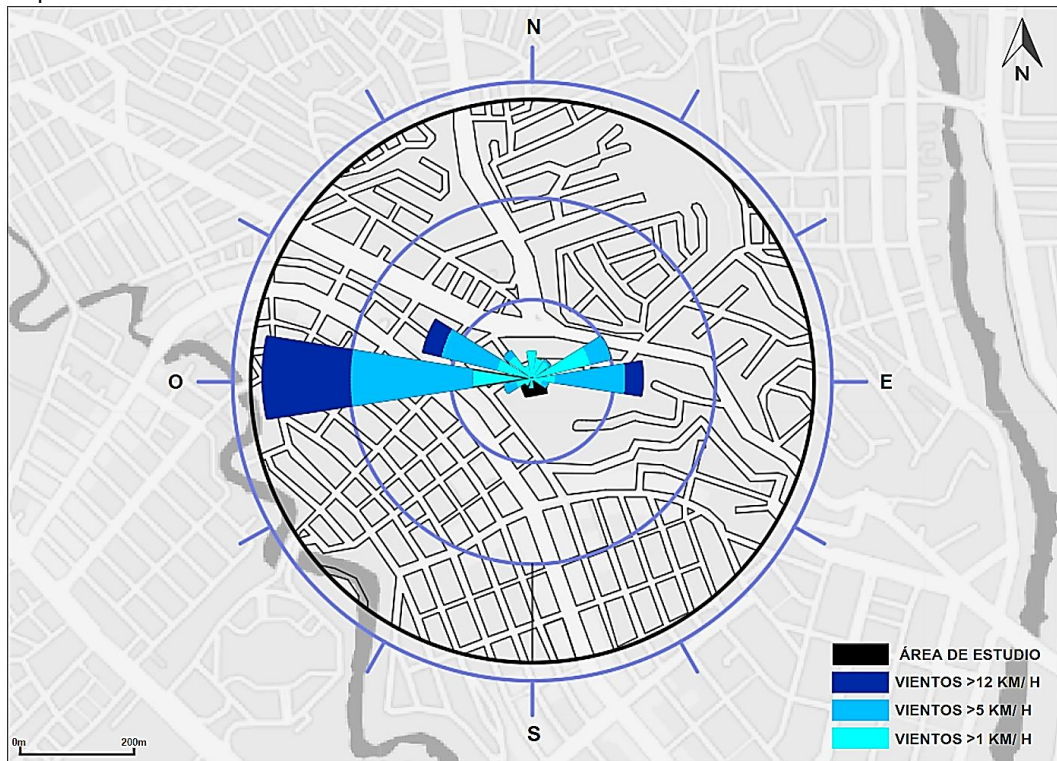 N
N
O
E
S
ÁREA DE ESTUDIO
VIENTOS >12 KM/ H
VIENTOS >5 KM/ H
VIENTOS >1 KM/ H
0m 200m